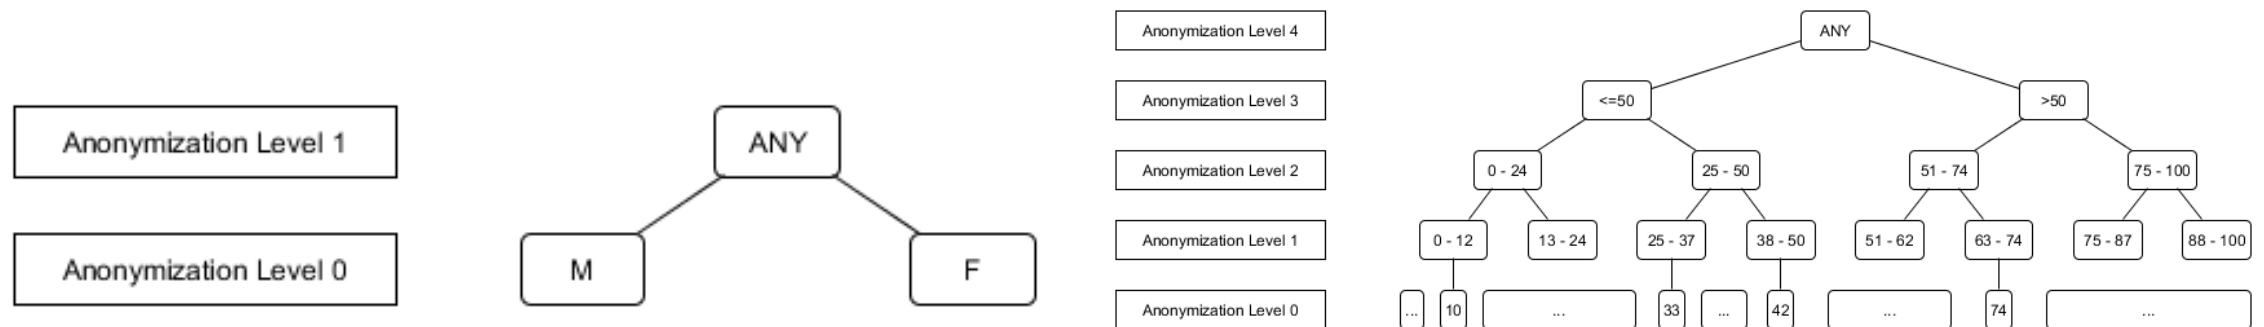 Anonymization Level 1
ANY
Anonymization Level 0
M
F
Anonymization Level 4
ANY
Anonymization Level 3
<=50
>50
Anonymization Level 2
0 - 24
25 - 50
51 - 74
75 - 100
Anonymization Level 1
0 - 12
13 - 24
25 - 37
38 - 50
51 - 62
63 - 74
75 - 87
88 - 100
Anonymization Level 0
...
10
...
33
...
42
...
74
...